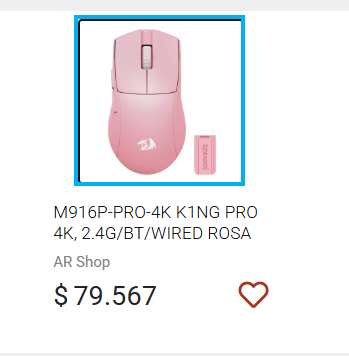 M916P-PRO-4K K1NG PRO
4K, 2.4G/BT/WIRED ROSA
AR Shop
$ 79.567